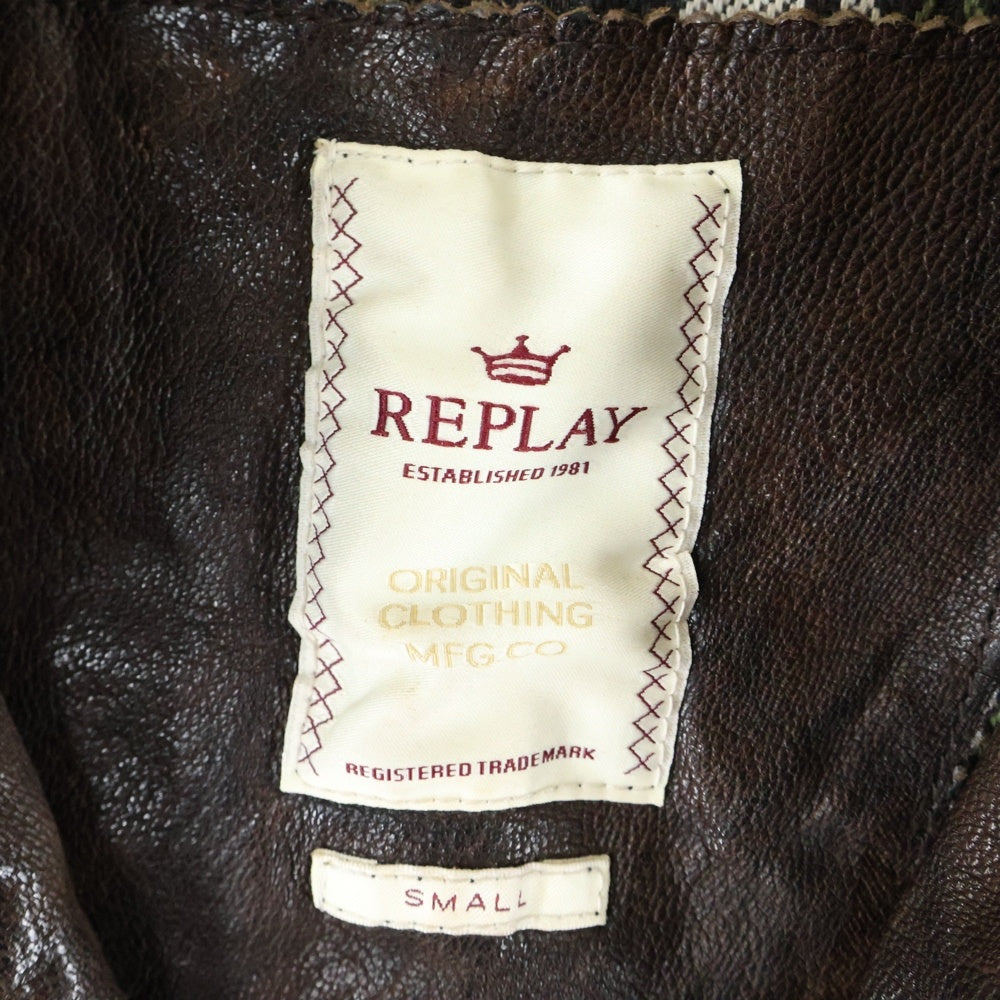 REPLAY
ESTABLISHED 1981
ORIGINAL
CLOTHING
MFG.CO
REGISTERED TRADEMARK
SMALL